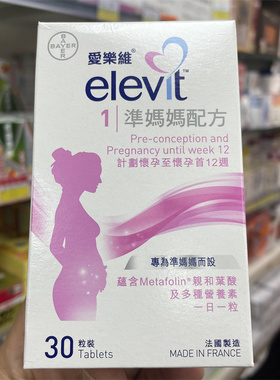 BAYER
BAYER
愛樂維™
elevit
1 準媽媽配方
Pre-conception and
Pregnancy until week 12
計劃懷孕至懷孕首12週
專為準媽媽而設
蘊含Metafolin®親和葉酸
及多種營養素
一日一粒
30 粒裝
Tablets
法國製造
MADE IN FRANCE